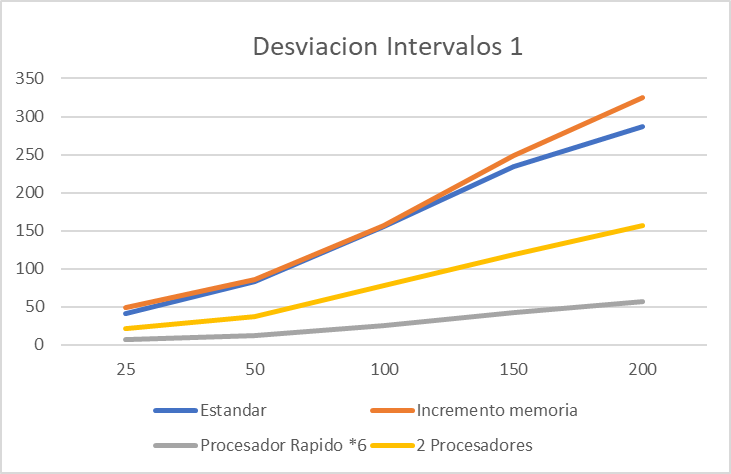 Desviacion Intervalos 1
350
300
250
200
150
100
50
0
25 50 100 150 200
Estandar Incremento memoria
Procesador Rapido *6 2 Procesadores